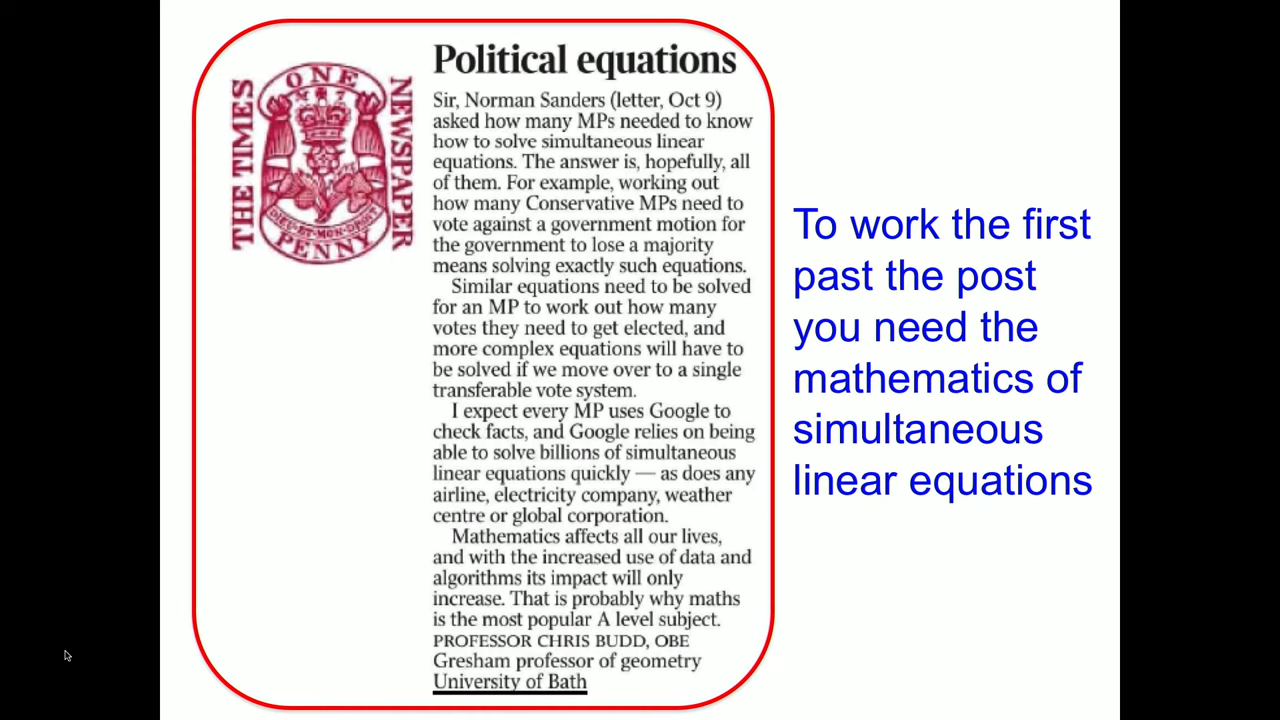 THE TIMES
ONE
NEWSPAPER
DIEU·ET·MON·DROIT
PENNY
Political equations
Sir, Norman Sanders (letter, Oct 9)
asked how many MPs needed to know
how to solve simultaneous linear
equations. The answer is, hopefully, all
of them. For example, working out
how many Conservative MPs need to
vote against a government motion for
the government to lose a majority
means solving exactly such equations.
Similar equations need to be solved
for an MP to work out how many
votes they need to get elected, and
more complex equations will have to
be solved if we move over to a single
transferable vote system.
I expect every MP uses Google to
check facts, and Google relies on being
able to solve billions of simultaneous
linear equations quickly — as does any
airline, electricity company, weather
centre or global corporation.
Mathematics affects all our lives,
and with the increased use of data and
algorithms its impact will only
increase. That is probably why maths
is the most popular A level subject.
PROFESSOR CHRIS BUDD, OBE
Gresham professor of geometry
University of Bath
To work the first
past the post
you need the
mathematics of
simultaneous
linear equations